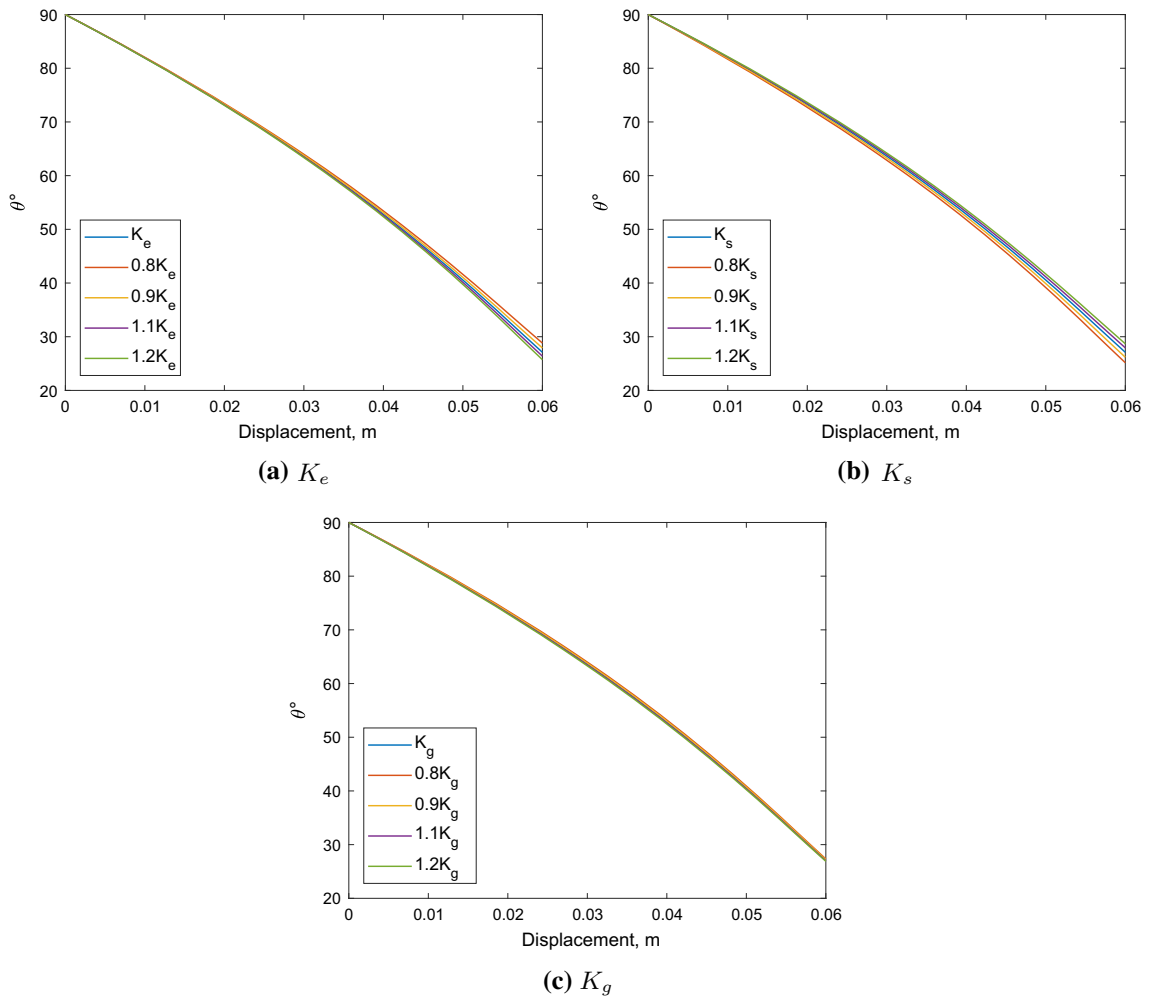 90
80
70
60
50
40
30
20
θ°
K_e
0.8K_e
0.9K_e
1.1K_e
1.2K_e
0 0.01 0.02 0.03 0.04 0.05 0.06
Displacement, m
(a) K_e
90
80
70
60
50
40
30
20
θ°
K_s
0.8K_s
0.9K_s
1.1K_s
1.2K_s
0 0.01 0.02 0.03 0.04 0.05 0.06
Displacement, m
(b) K_s
90
80
70
60
50
40
30
20
θ°
K_g
0.8K_g
0.9K_g
1.1K_g
1.2K_g
0 0.01 0.02 0.03 0.04 0.05 0.06
Displacement, m
(c) K_g